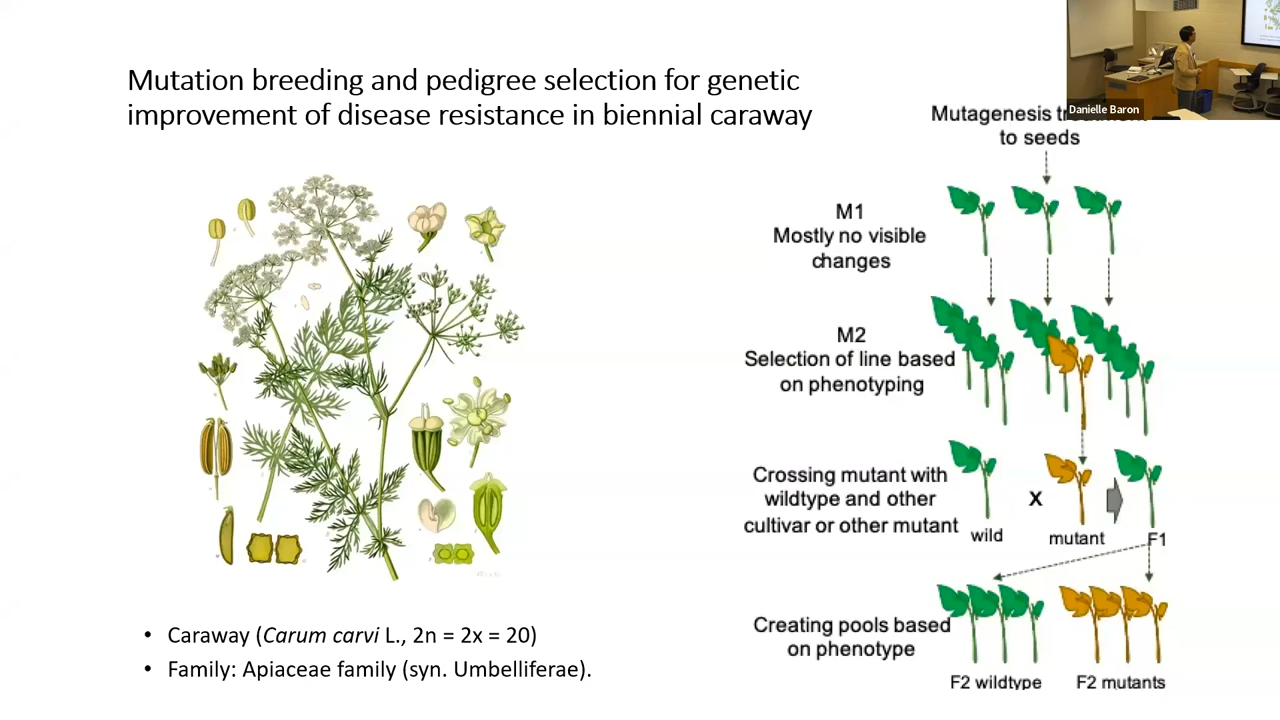 Mutation breeding and pedigree selection for genetic
improvement of disease resistance in biennial caraway
Danielle Baron
Mutagenesis
to seeds
M1
Mostly no visible
changes
M2
Selection of line based
on phenotyping
Crossing mutant with
wildtype and other
cultivar or other mutant
wild
X
mutant
F1
Creating pools based
on phenotype
F2 wildtype
F2 mutants
• Caraway (Carum carvi L., 2n = 2x = 20)
• Family: Apiaceae family (syn. Umbelliferae).